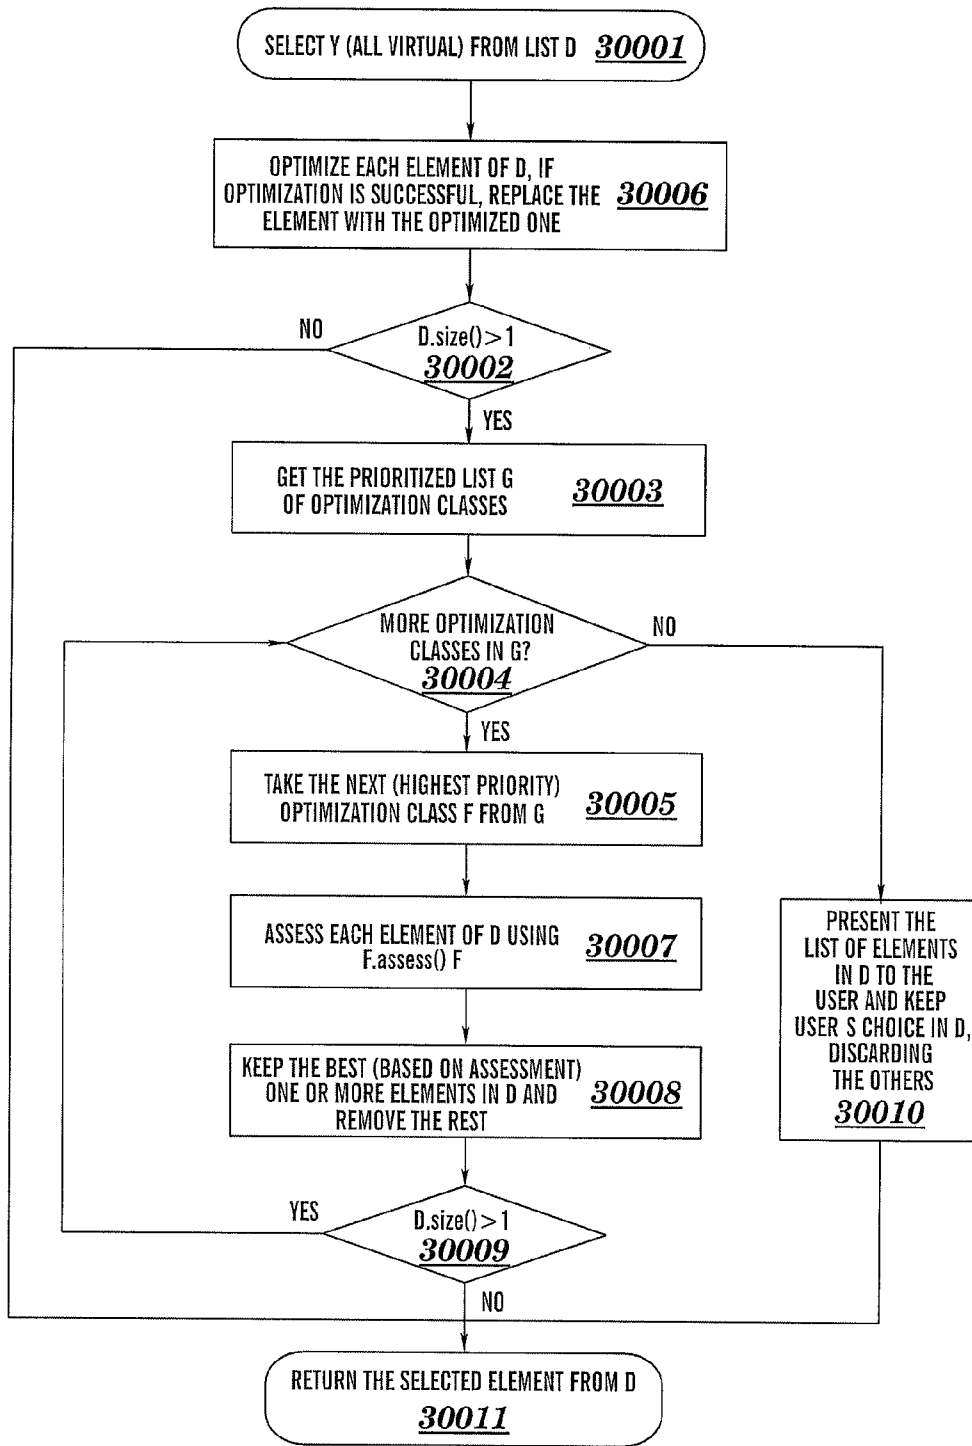 SELECT Y (ALL VIRTUAL) FROM LIST D 30001
OPTIMIZE EACH ELEMENT OF D, IF
OPTIMIZATION IS SUCCESSFUL, REPLACE THE
ELEMENT WITH THE OPTIMIZED ONE
30006
NO
D.size()>1
30002
YES
GET THE PRIORITIZED LIST G
OF OPTIMIZATION CLASSES
30003
MORE OPTIMIZATION
CLASSES IN G?
30004
NO
YES
TAKE THE NEXT (HIGHEST PRIORITY)
OPTIMIZATION CLASS F FROM G
30005
ASSESS EACH ELEMENT OF D USING
F.assess() F
30007
PRESENT THE
LIST OF ELEMENTS
IN D TO THE
USER AND KEEP
USER S CHOICE IN D,
DISCARDING
THE OTHERS
30010
KEEP THE BEST (BASED ON ASSESSMENT)
ONE OR MORE ELEMENTS IN D AND
REMOVE THE REST
30008
YES
D.size()>1
30009
NO
RETURN THE SELECTED ELEMENT FROM D
30011